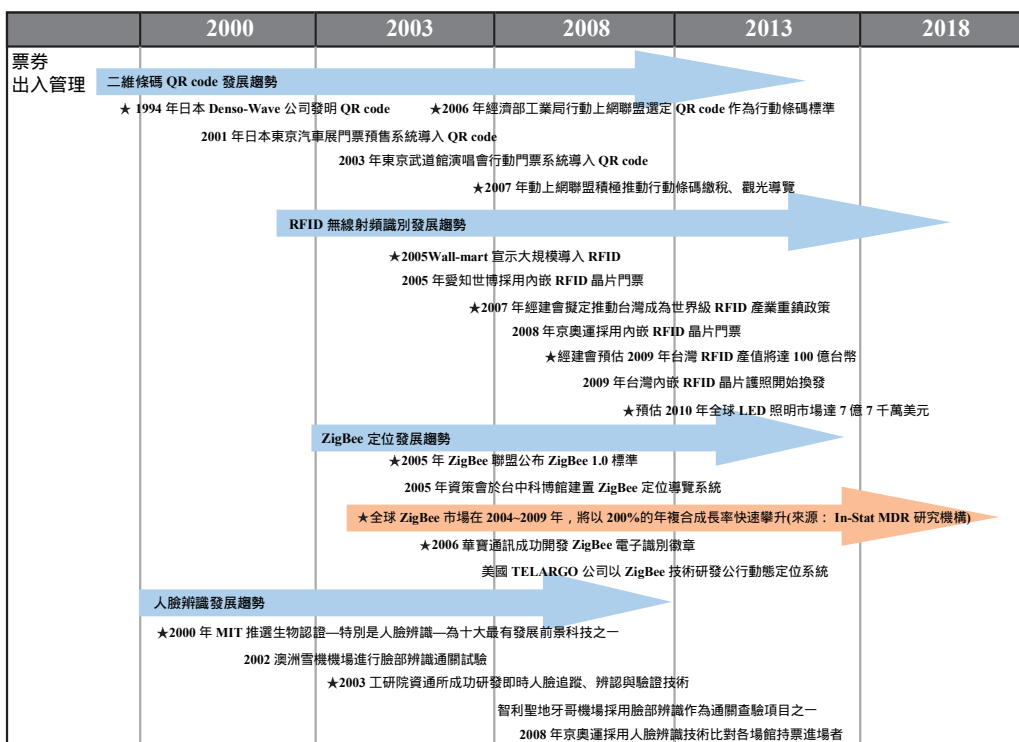 2000 2003 2008 2013 2018
票券
出入管理
二維條碼 QR code 發展趨勢
★ 1994 年日本 Denso-Wave 公司發明 QR code
★2006 年經濟部工業局行動上網聯盟選定 QR code 作為行動條碼標準
2001 年日本東京汽車展門票預售系統導入 QR code
2003 年東京武道館演唱會行動門票系統導入 QR code
★2007 年動上網聯盟積極推動行動條碼繳稅、觀光導覽
RFID 無線射頻識別發展趨勢
★2005Wall-mart 宣示大規模導入 RFID
2005 年愛知世博採用內嵌 RFID 晶片門票
★2007 年經建會擬定推動台灣成為世界級 RFID 產業重鎮政策
2008 年京奧運採用內嵌 RFID 晶片門票
★經建會預估 2009 年台灣 RFID 產值將達 100 億台幣
2009 年台灣內嵌 RFID 晶片護照開始換發
★預估 2010 年全球 LED 照明市場達 7 億 7 千萬美元
ZigBee 定位發展趨勢
★2005 年 ZigBee 聯盟公布 ZigBee 1.0 標準
2005 年資策會於台中科博館建置 ZigBee 定位導覽系統
★全球 ZigBee 市場在 2004~2009 年，將以 200%的年複合成長率快速攀升(來源： In-Stat MDR 研究機構)
★2006 華寶通訊成功開發 ZigBee 電子識別徽章
美國 TELARGO 公司以 ZigBee 技術研發公行動態定位系統
人臉辨識發展趨勢
★2000 年 MIT 推選生物認證—特別是人臉辨識—為十大最有發展前景科技之一
2002 澳洲雪機機場進行臉部辨識通關試驗
★2003 工研院資通所成功研發即時人臉追蹤、辨認與驗證技術
智利聖地牙哥機場採用臉部辨識作為通關查驗項目之一
2008 年京奧運採用人臉辨識技術比對各場館持票進場者